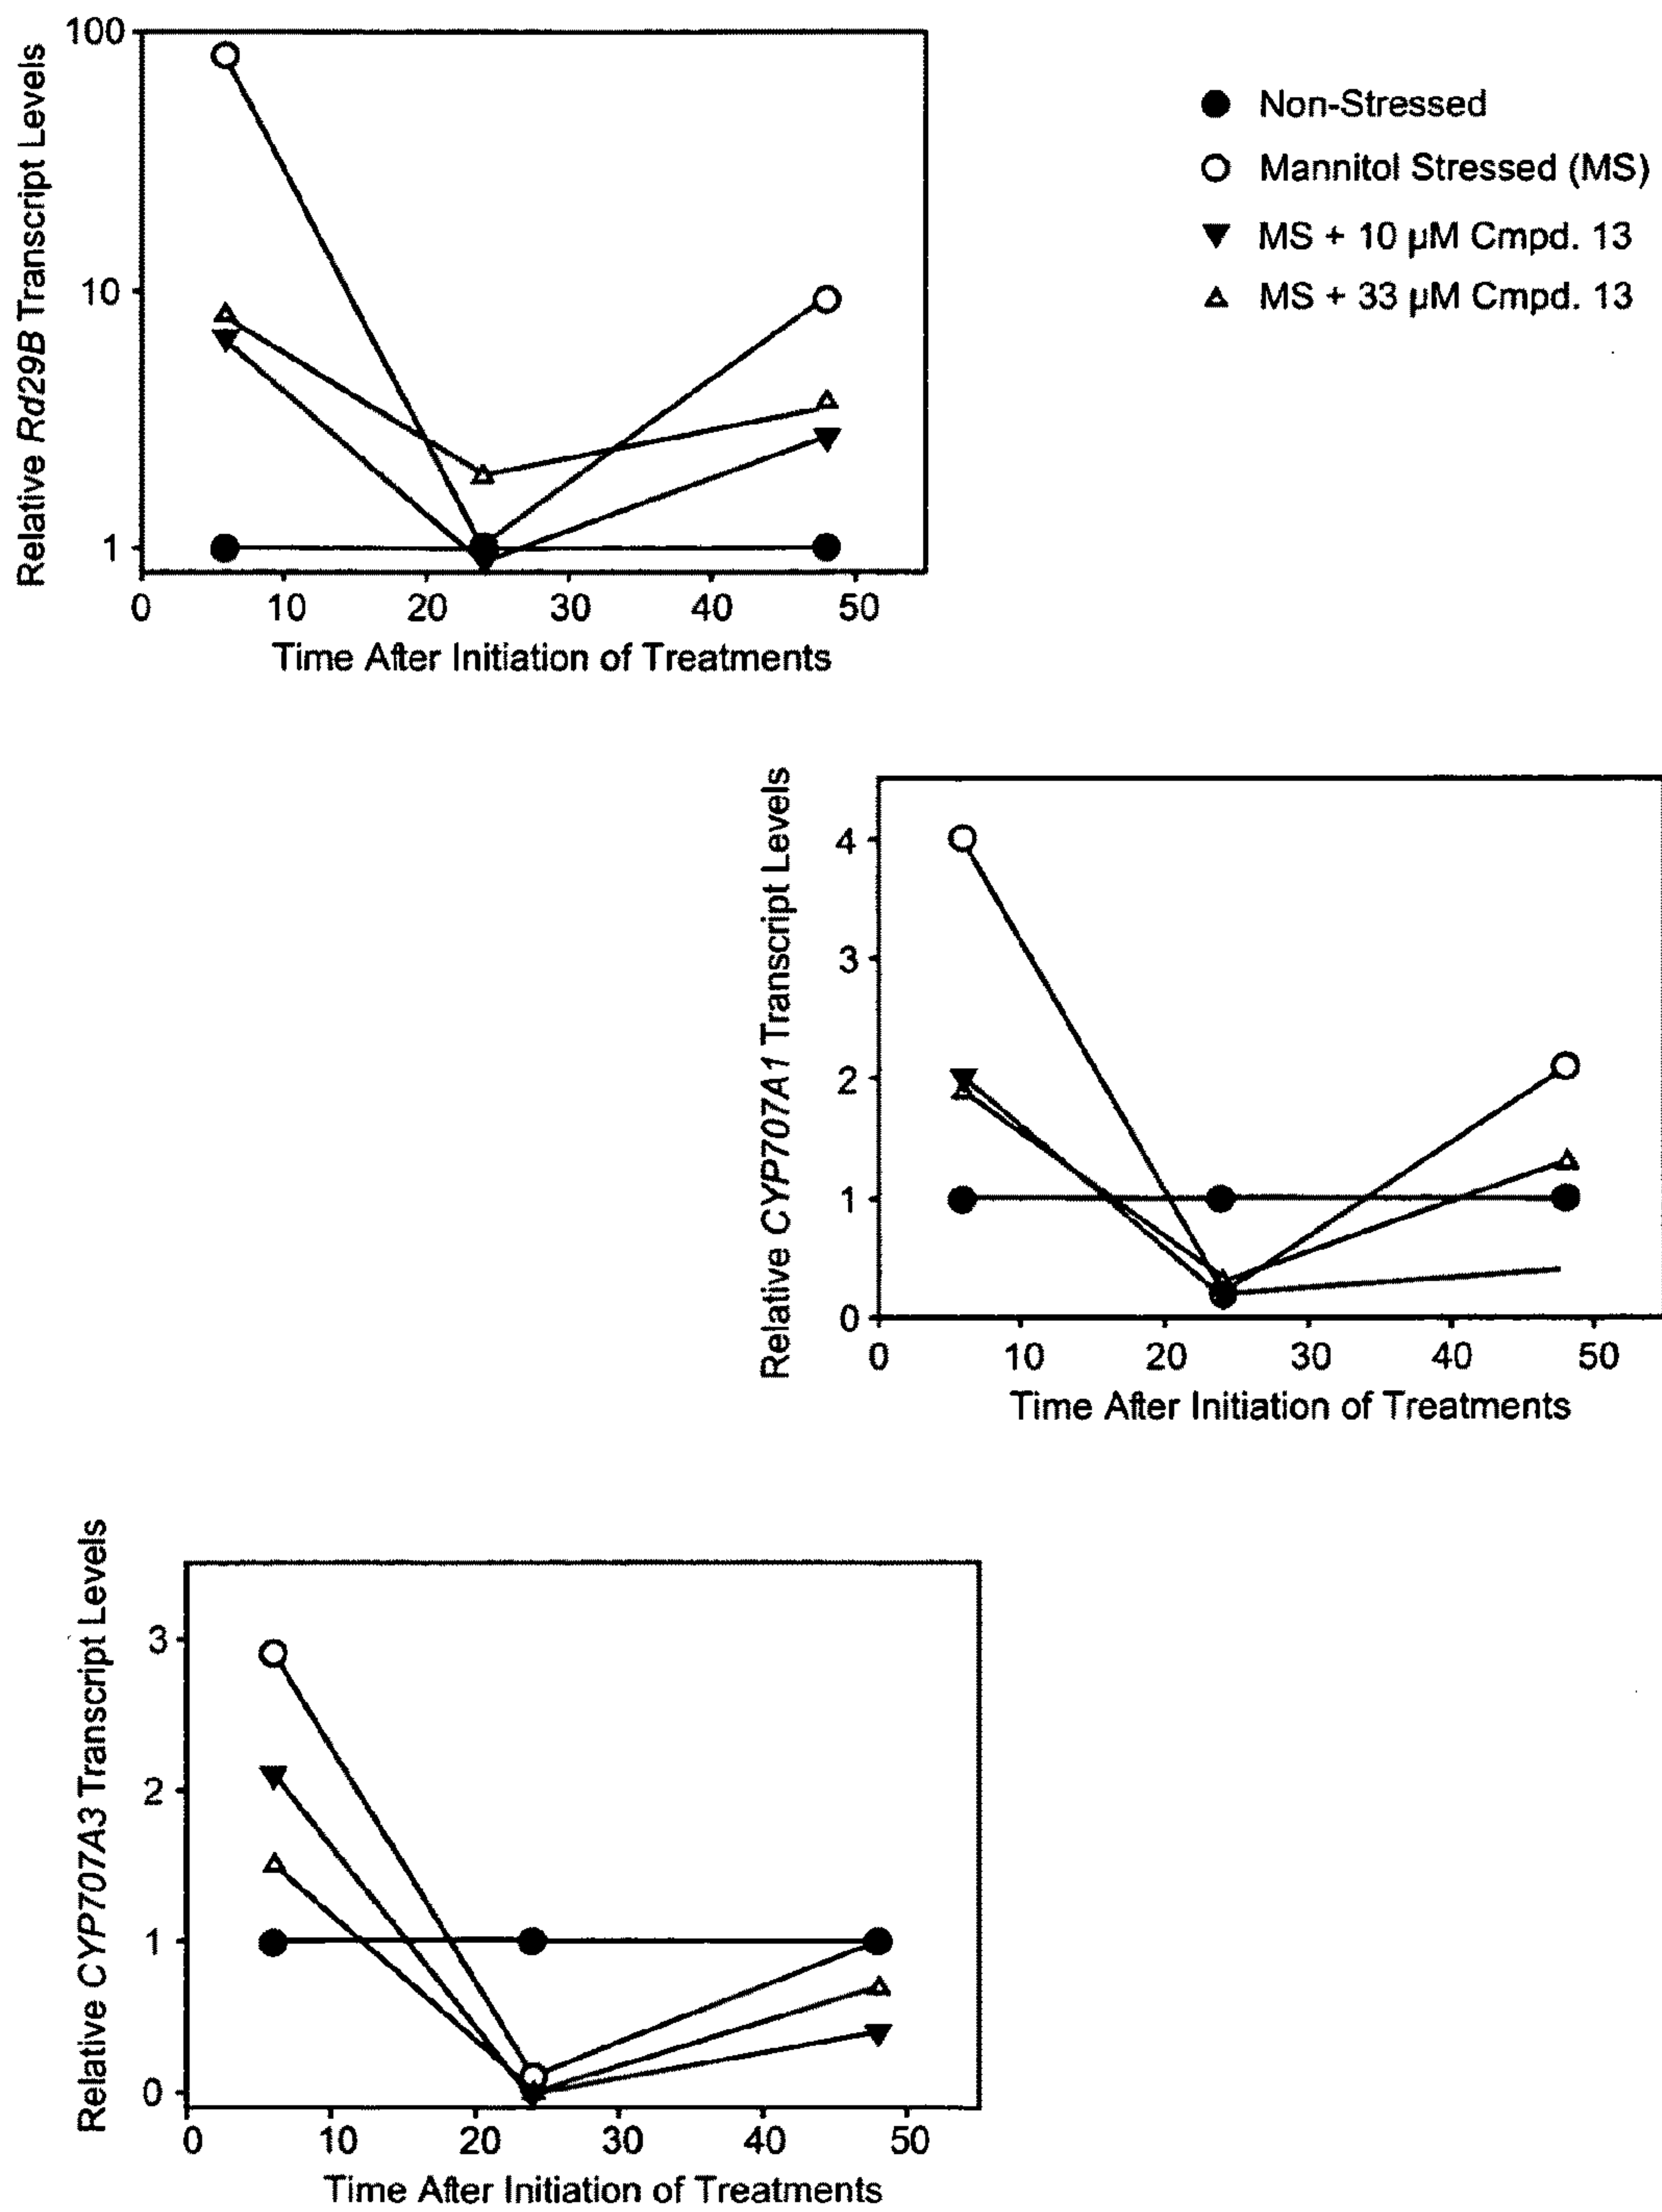 Relative Rd29B Transcript Levels
100
10
1
0 10 20 30 40 50
Time After Initiation of Treatments
Non-Stressed
Mannitol Stressed (MS)
MS + 10 µM Cmpd. 13
MS + 33 µM Cmpd. 13
Relative CYP707A1 Transcript Levels
4
3
2
1
0
0 10 20 30 40 50
Time After Initiation of Treatments
Relative CYP707A3 Transcript Levels
3
2
1
0
0 10 20 30 40 50
Time After Initiation of Treatments